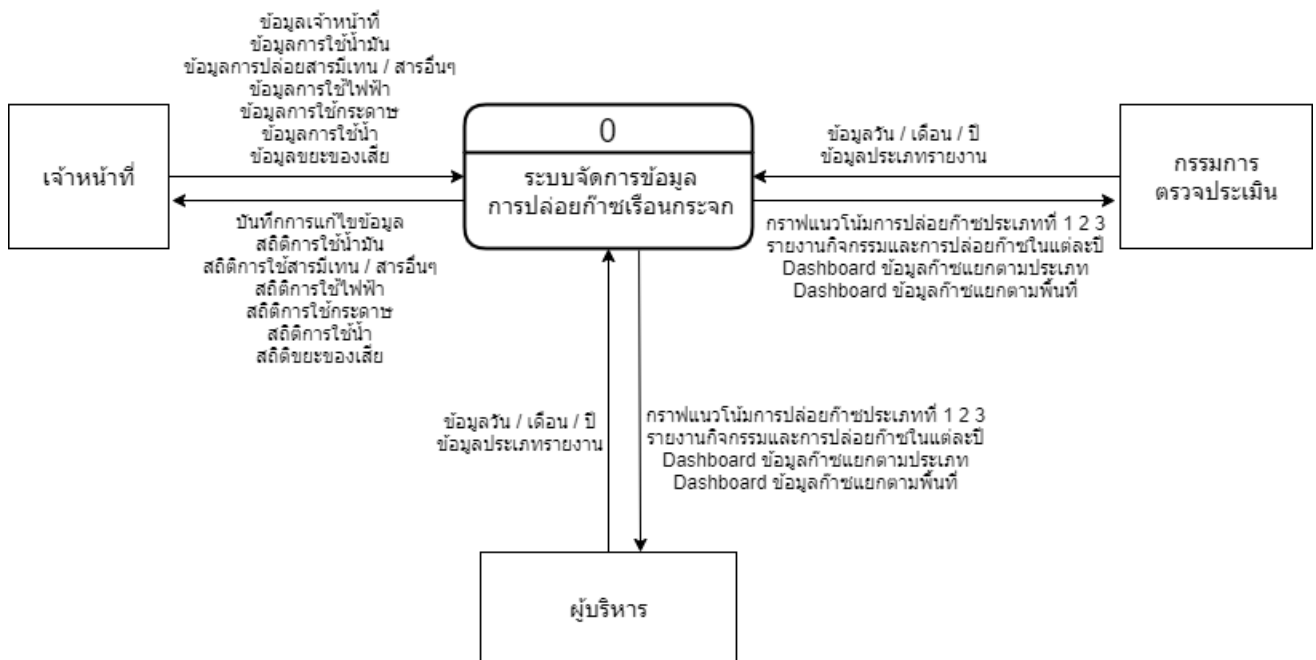 ข้อมูลเจ้าหน้าที่
ข้อมูลการใช้น้ำมัน
ข้อมูลการปล่อยสารมีเทน / สารอื่นๆ
ข้อมูลการใช้ไฟฟ้า
ข้อมูลการใช้กระดาษ
ข้อมูลการใช้น้ำ
ข้อมูลขยะของเสีย
เจ้าหน้าที่
บันทึกการแก้ไขข้อมูล
สถิติการใช้น้ำมัน
สถิติการใช้สารมีเทน / สารอื่นๆ
สถิติการใช้ไฟฟ้า
สถิติการใช้กระดาษ
สถิติการใช้น้ำ
สถิติขยะของเสีย
0
ระบบจัดการข้อมูล
การปล่อยก๊าซเรือนกระจก
ข้อมูลวัน / เดือน / ปี
ข้อมูลประเภทรายงาน
กรรมการ
ตรวจประเมิน
กราฟแนวโน้มการปล่อยก๊าซประเภทที่ 1 2 3
รายงานกิจกรรมและการปล่อยก๊าซในแต่ละปี
Dashboard ข้อมูลก๊าซแยกตามประเภท
Dashboard ข้อมูลก๊าซแยกตามพื้นที่
ข้อมูลวัน / เดือน / ปี
ข้อมูลประเภทรายงาน
กราฟแนวโน้มการปล่อยก๊าซประเภทที่ 1 2 3
รายงานกิจกรรมและการปล่อยก๊าซในแต่ละปี
Dashboard ข้อมูลก๊าซแยกตามประเภท
Dashboard ข้อมูลก๊าซแยกตามพื้นที่
ผู้บริหาร